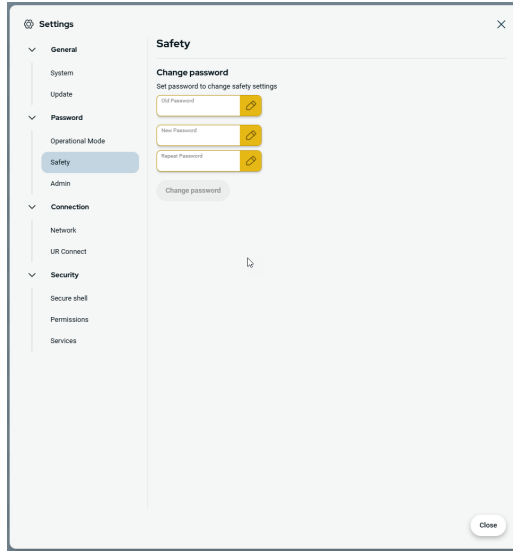 Settings
General
System
Update
Password
Operational Mode
Safety
Admin
Connection
Network
UR Connect
Security
Secure shell
Permissions
Services
Safety
Change password
Set password to change safety settings
Old Password
New Password
Repeat Password
Change password
Close